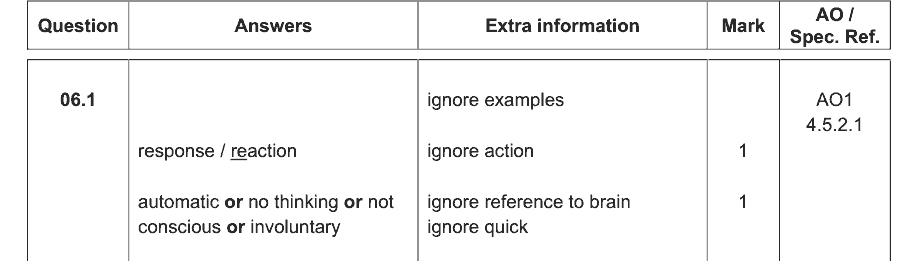 Question Answers Extra information Mark AO / Spec. Ref.
06.1 ignore examples AO1
4.5.2.1
response / reaction ignore action 1
automatic or no thinking or not ignore reference to brain 1
conscious or involuntary ignore quick